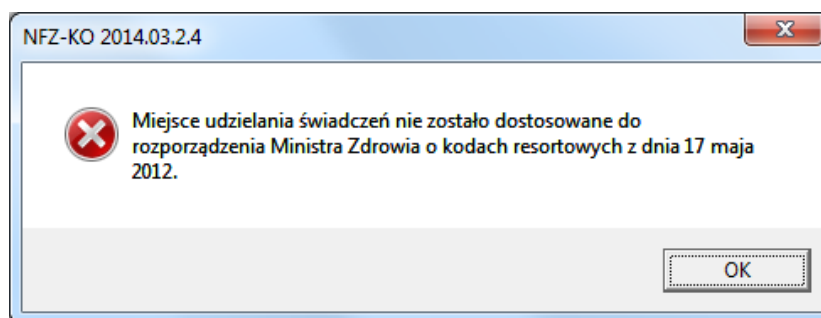 NFZ-KO 2014.03.2.4
Miejsce udzielania świadczeń nie zostało dostosowane do
rozporządzenia Ministra Zdrowia o kodach resortowych z dnia 17 maja
2012.
OK